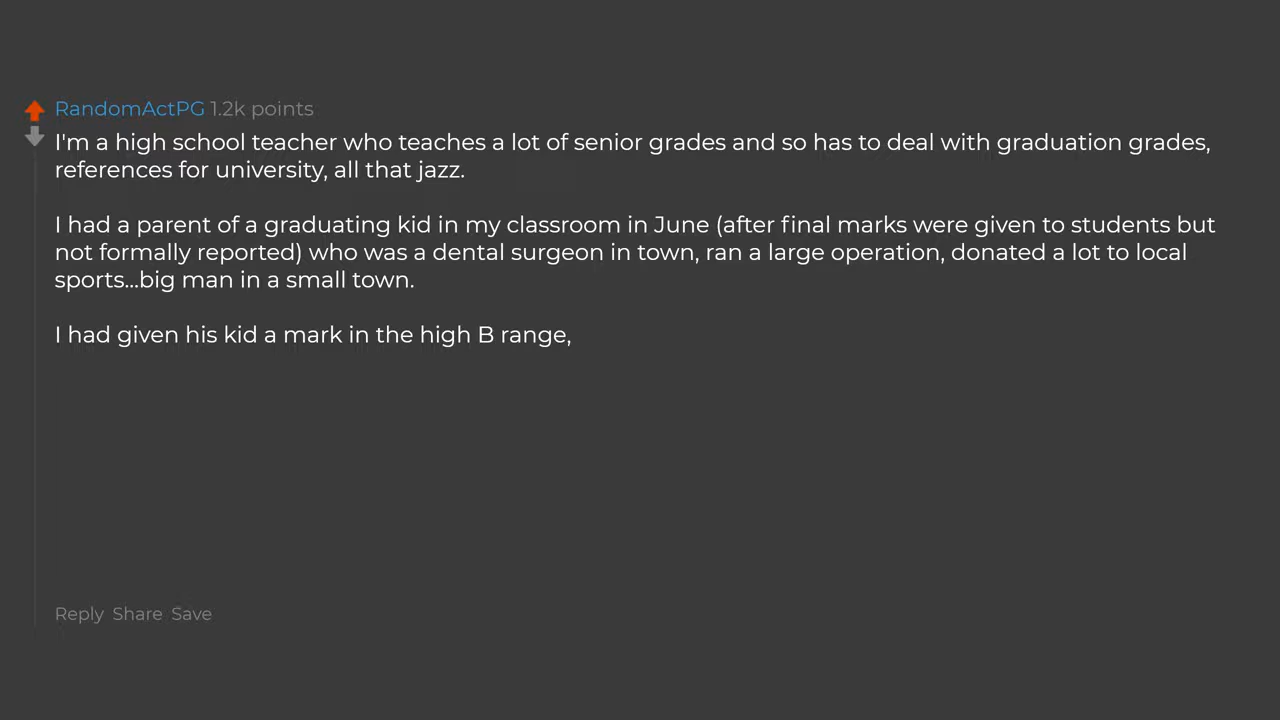 RandomActPG 1.2k points
I'm a high school teacher who teaches a lot of senior grades and so has to deal with graduation grades,
references for university, all that jazz.
I had a parent of a graduating kid in my classroom in June (after final marks were given to students but
not formally reported) who was a dental surgeon in town, ran a large operation, donated a lot to local
sports...big man in a small town.
I had given his kid a mark in the high B range,
Reply Share Save